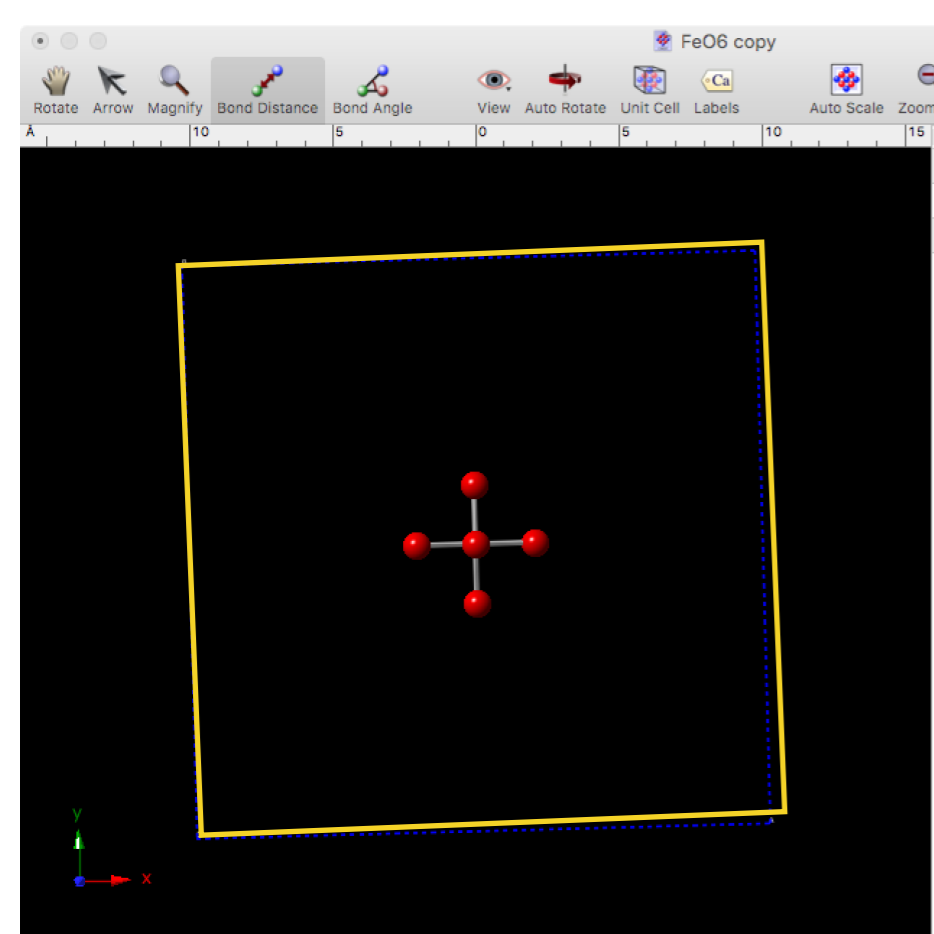 FeO6 copy
Rotate Arrow Magnify Bond Distance Bond Angle View Auto Rotate Unit Cell Labels Auto Scale Zoom
Ca
Å 10 5 0 5 10 15
y
x